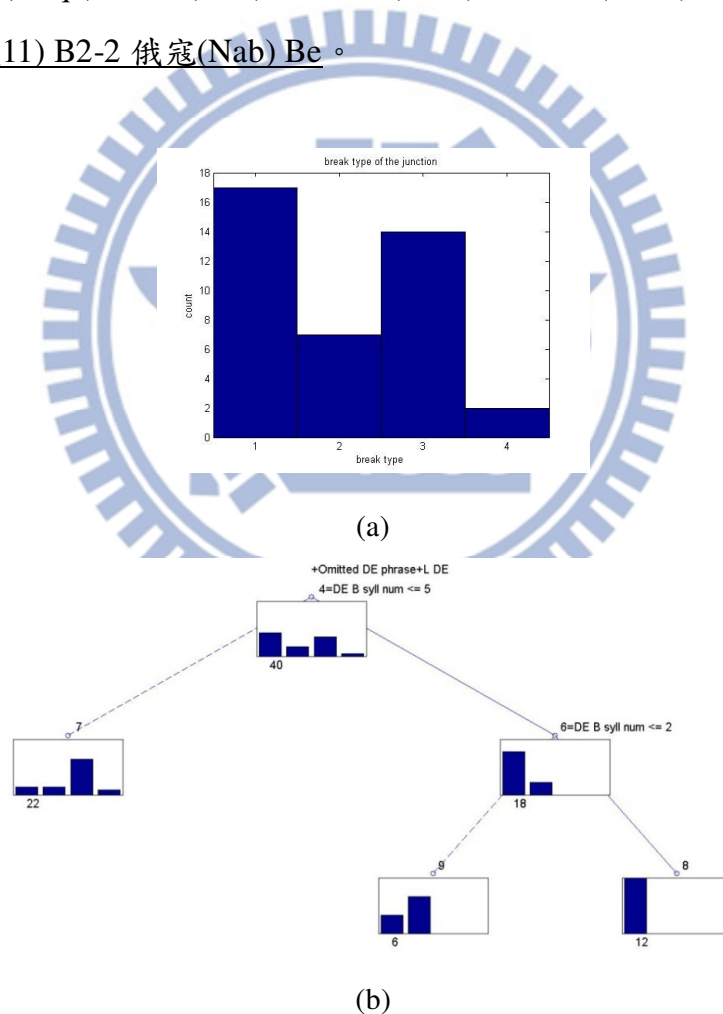 11) B2-2 俄寇(Nab) Be。
break type of the junction
18
16
14
12
10
8
6
4
2
0
count
1 2 3 4
break type
(a)
+Omitted DE phrase+L DE
4=DE B syll num <= 5
40
7
22
6=DE B syll num <= 2
18
9
6
8
12
(b)